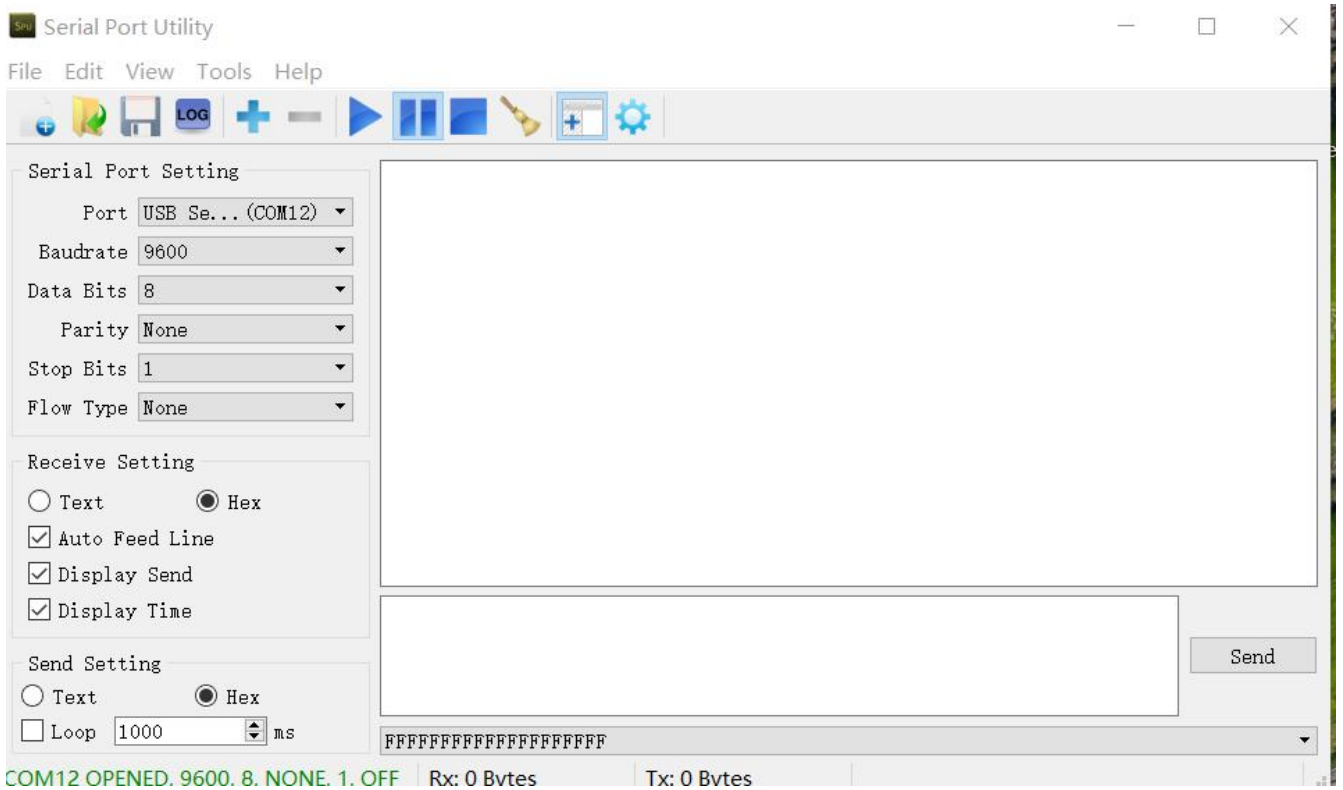 SPU Serial Port Utility
File Edit View Tools Help
LOG
Serial Port Setting
Port USB Se...(COM12)
Baudrate 9600
Data Bits 8
Parity None
Stop Bits 1
Flow Type None
Receive Setting
Text Hex
Auto Feed Line
Display Send
Display Time
Send Setting
Text Hex
Loop 1000 ms
Send
FFFFFFFFFFFFFFFFFFFF
COM12 OPENED, 9600, 8, NONE, 1, OFF Rx: 0 Bytes Tx: 0 Bytes